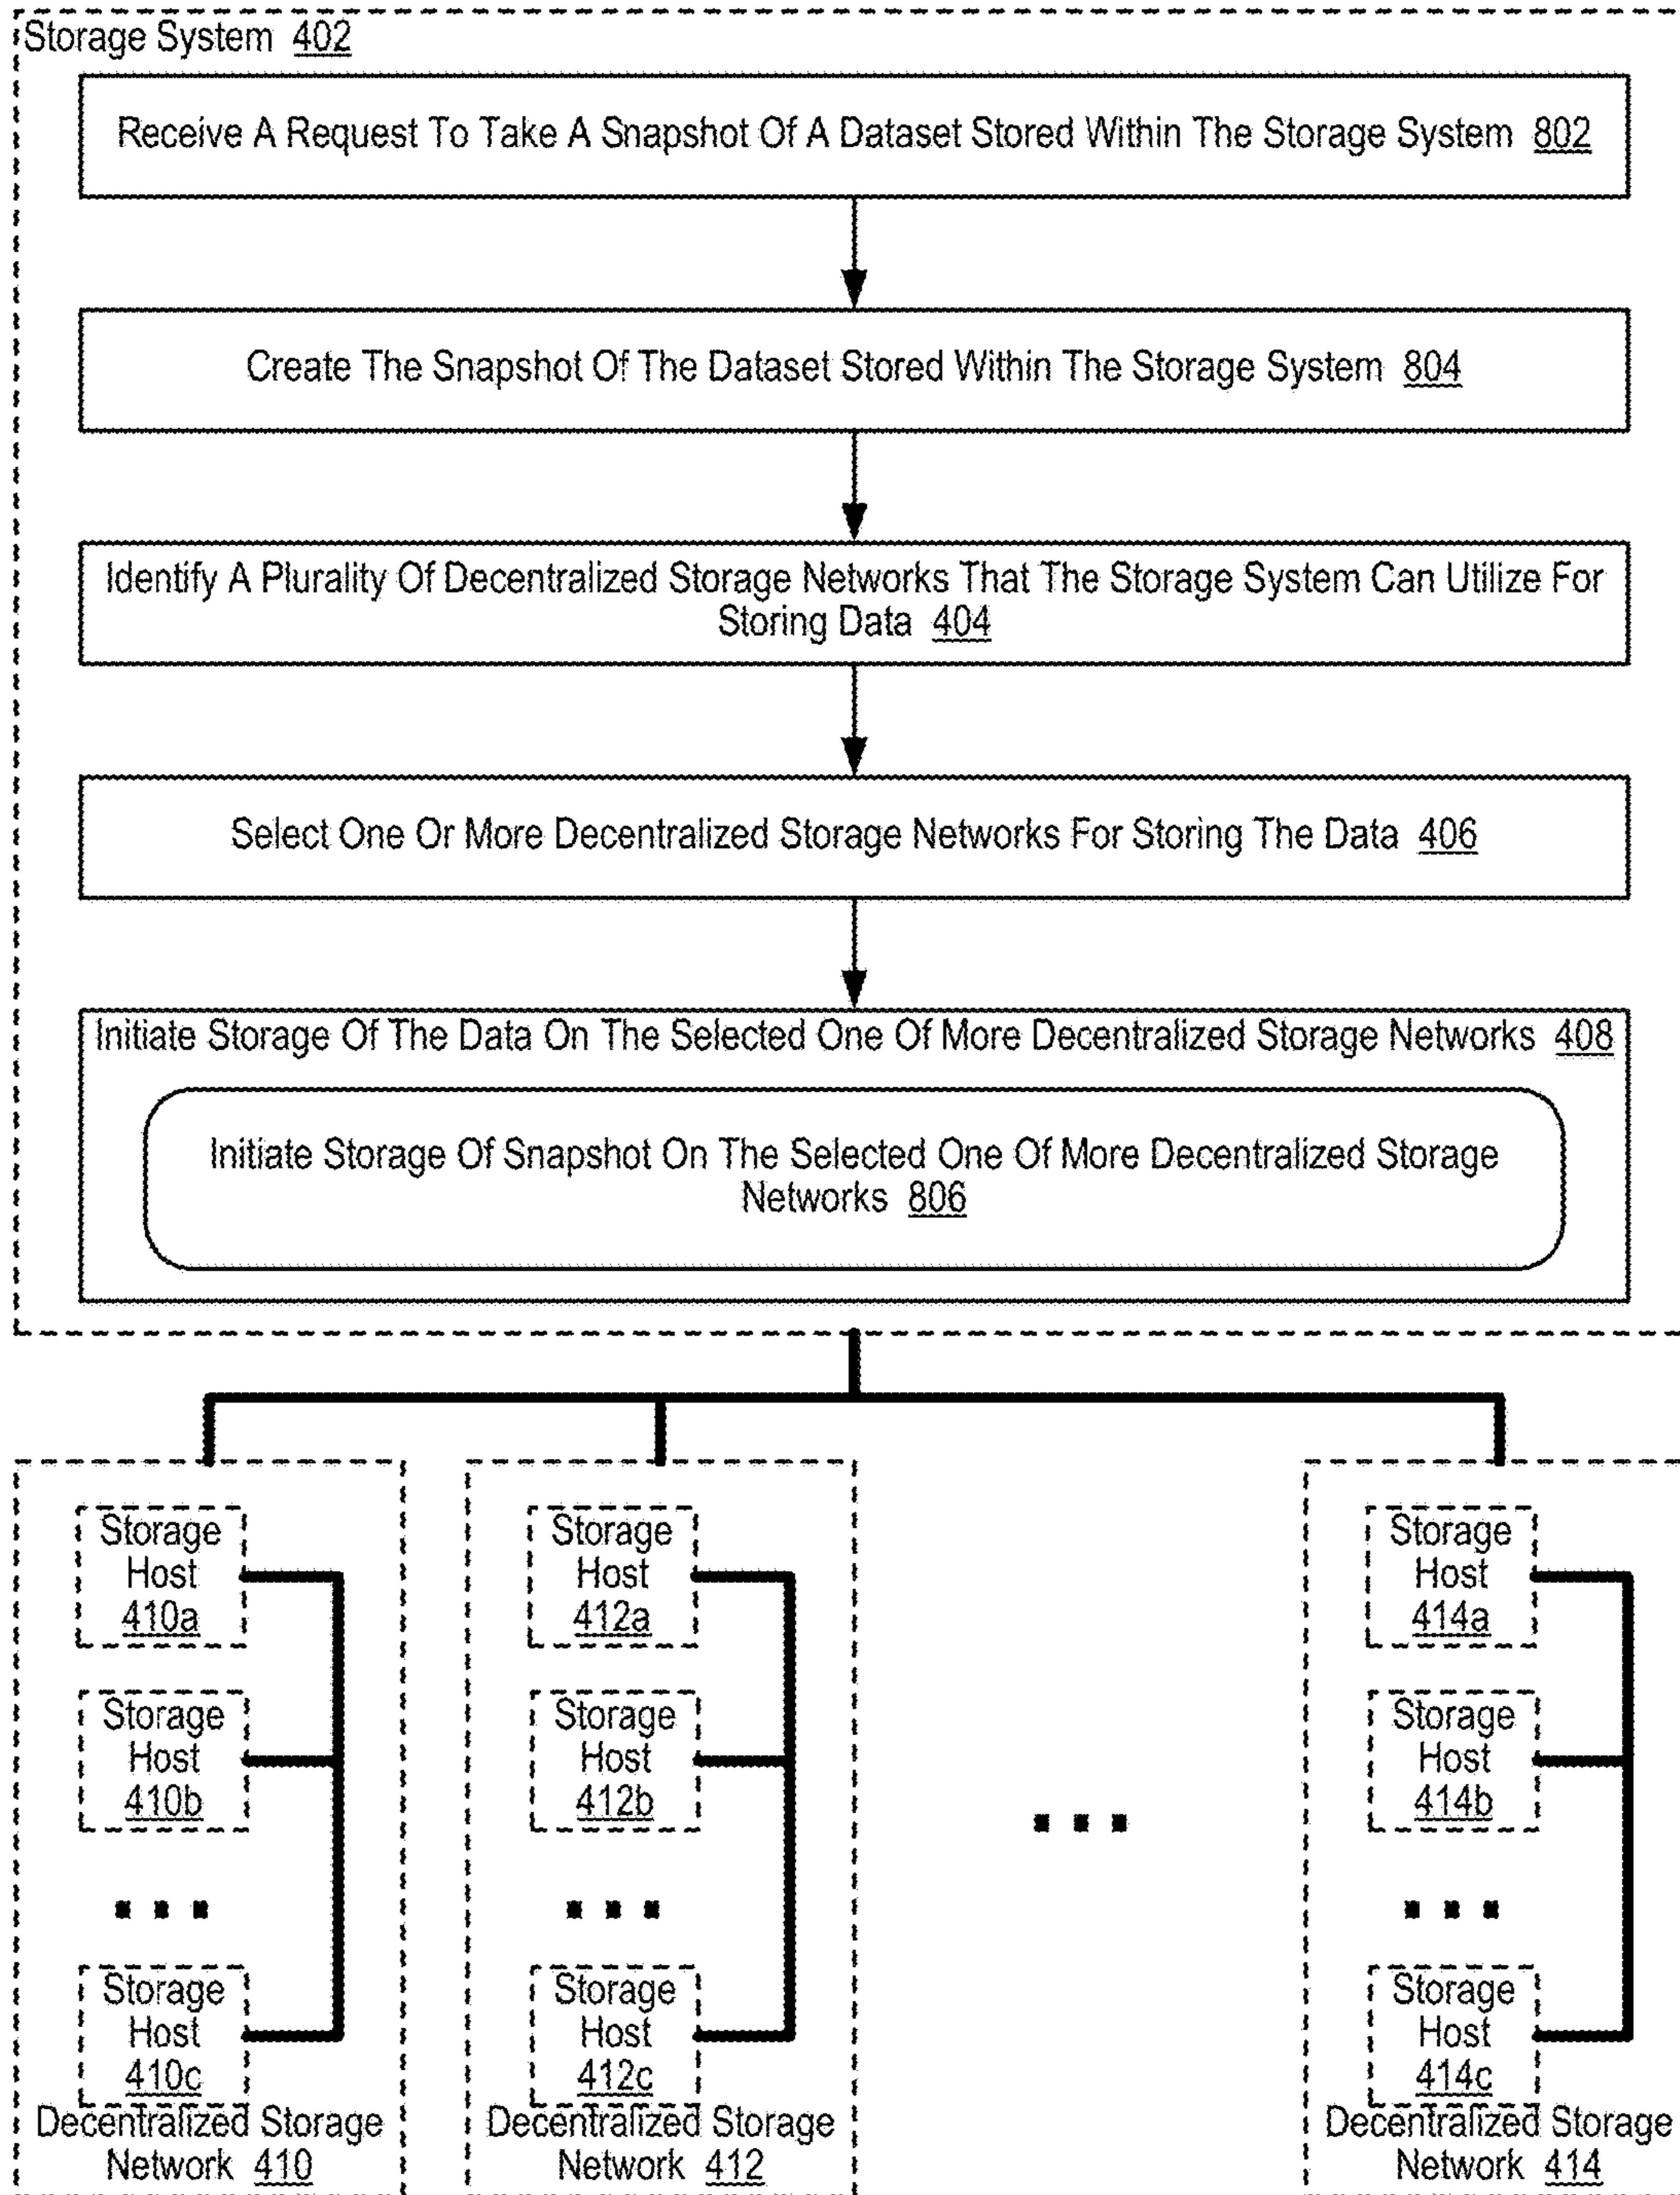 Storage System 402
Receive A Request To Take A Snapshot Of A Dataset Stored Within The Storage System 802
Create The Snapshot Of The Dataset Stored Within The Storage System 804
Identify A Plurality Of Decentralized Storage Networks That The Storage System Can Utilize For
Storing Data 404
Select One Or More Decentralized Storage Networks For Storing The Data 406
Initiate Storage Of The Data On The Selected One Of More Decentralized Storage Networks 408
Initiate Storage Of Snapshot On The Selected One Of More Decentralized Storage
Networks 806
Storage
Host
410a
Storage
Host
410b
...
Storage
Host
410c
Decentralized Storage
Network 410
Storage
Host
412a
Storage
Host
412b
...
Storage
Host
412c
Decentralized Storage
Network 412
...
Storage
Host
414a
Storage
Host
414b
...
Storage
Host
414c
Decentralized Storage
Network 414